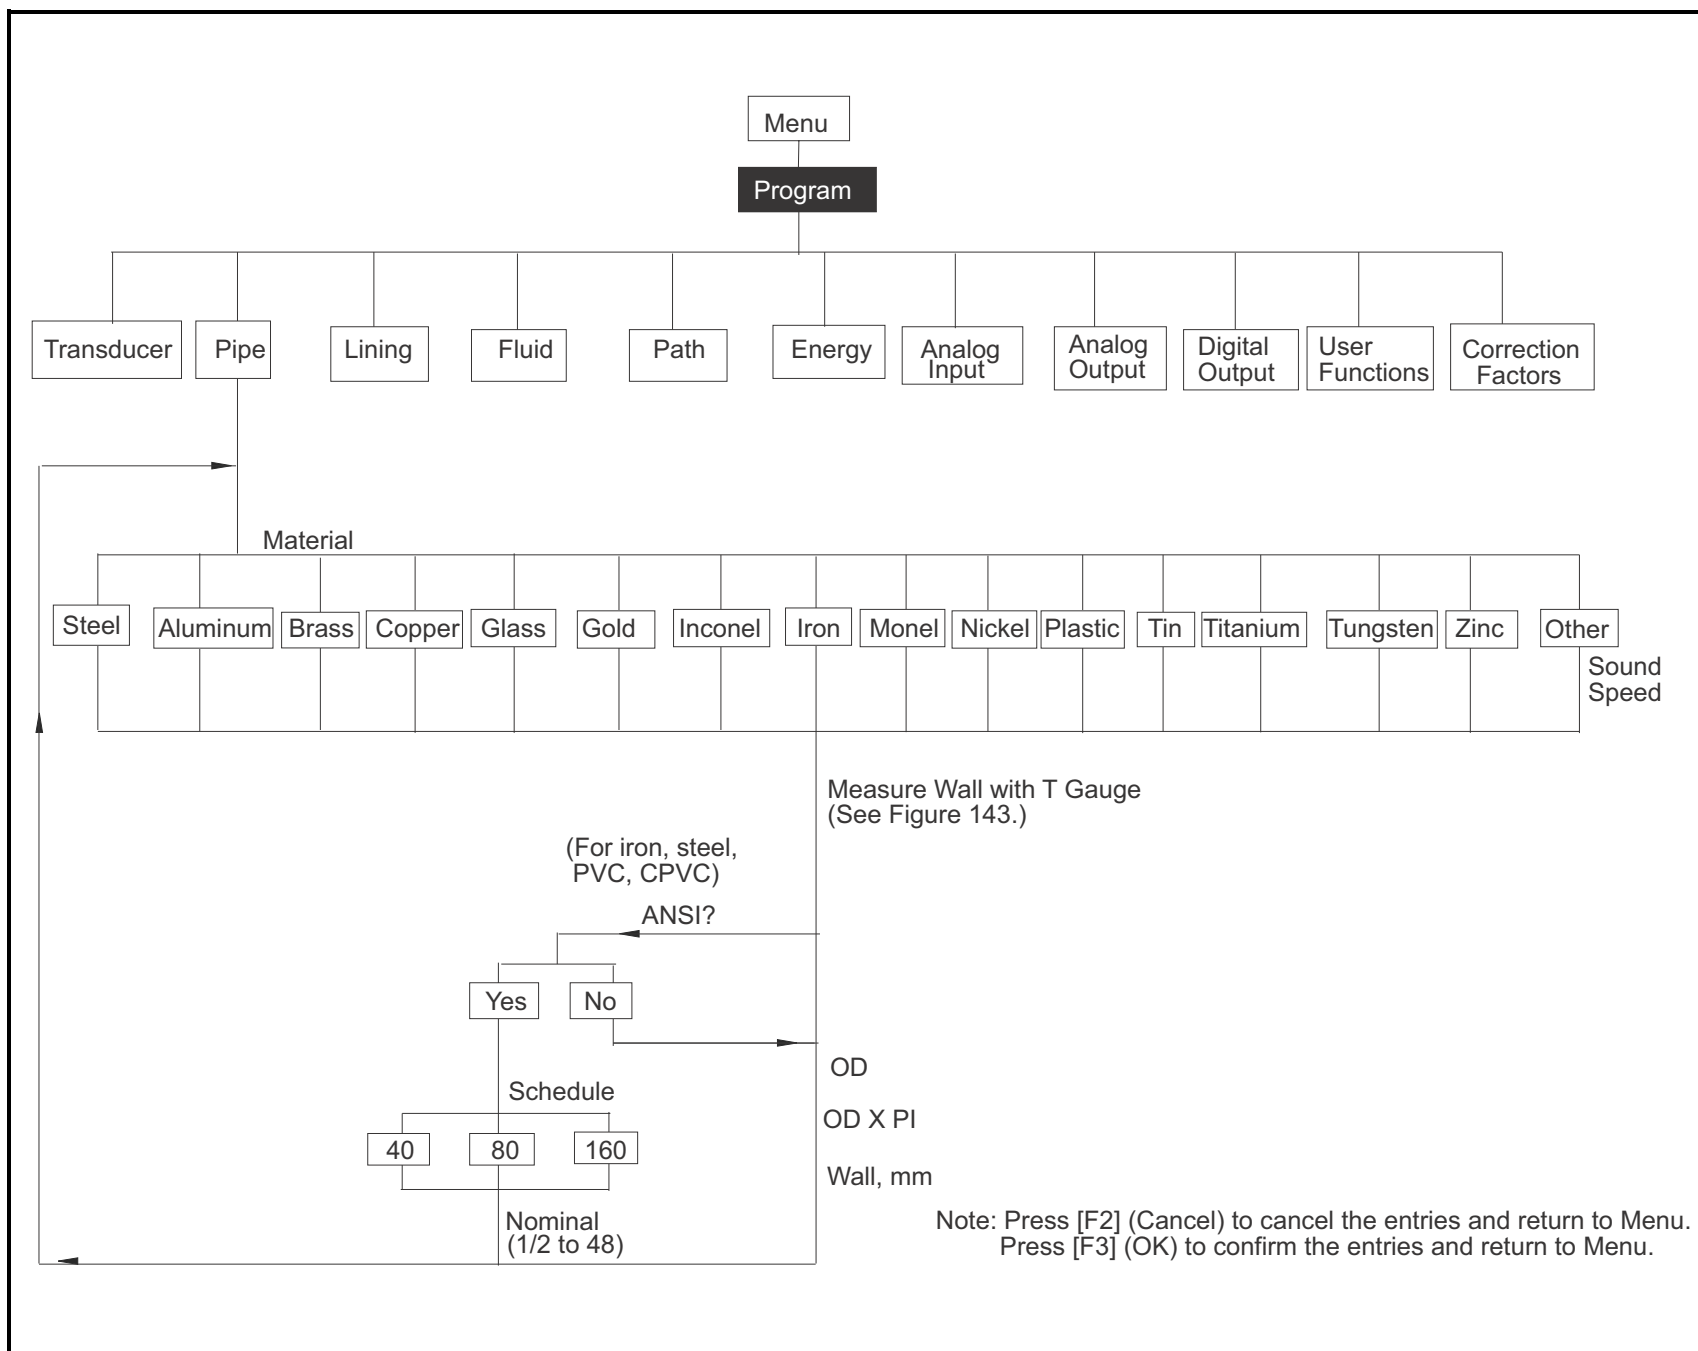 Menu
Program
Transducer
Pipe
Lining
Fluid
Path
Energy
Analog
Input
Analog
Output
Digital
Output
User
Functions
Correction
Factors
Material
Steel
Aluminum
Brass
Copper
Glass
Gold
Inconel
Iron
Monel
Nickel
Plastic
Tin
Titanium
Tungsten
Zinc
Other
Sound
Speed
Measure Wall with T Gauge
(See Figure 143.)
(For iron, steel,
PVC, CPVC)
ANSI?
Yes
No
OD
Schedule
OD X PI
40
80
160
Wall, mm
Nominal
(1/2 to 48)
Note: Press [F2] (Cancel) to cancel the entries and return to Menu.
Press [F3] (OK) to confirm the entries and return to Menu.